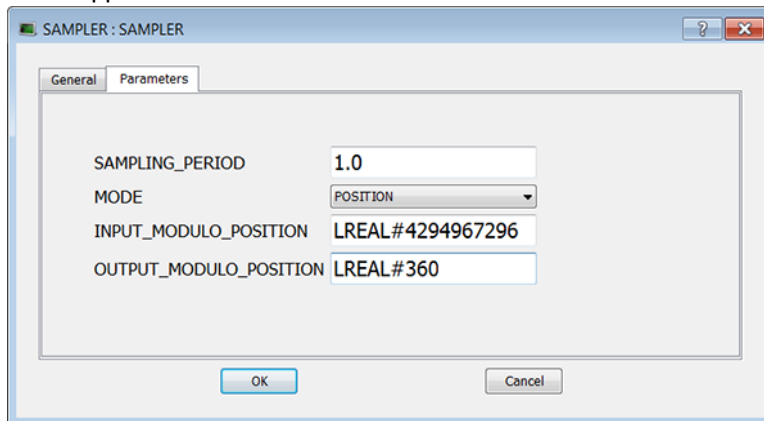 SAMPLER : SAMPLER
General Parameters
SAMPLING_PERIOD 1.0
MODE POSITION
INPUT_MODULO_POSITION LREAL#4294967296
OUTPUT_MODULO_POSITION LREAL#360
OK Cancel